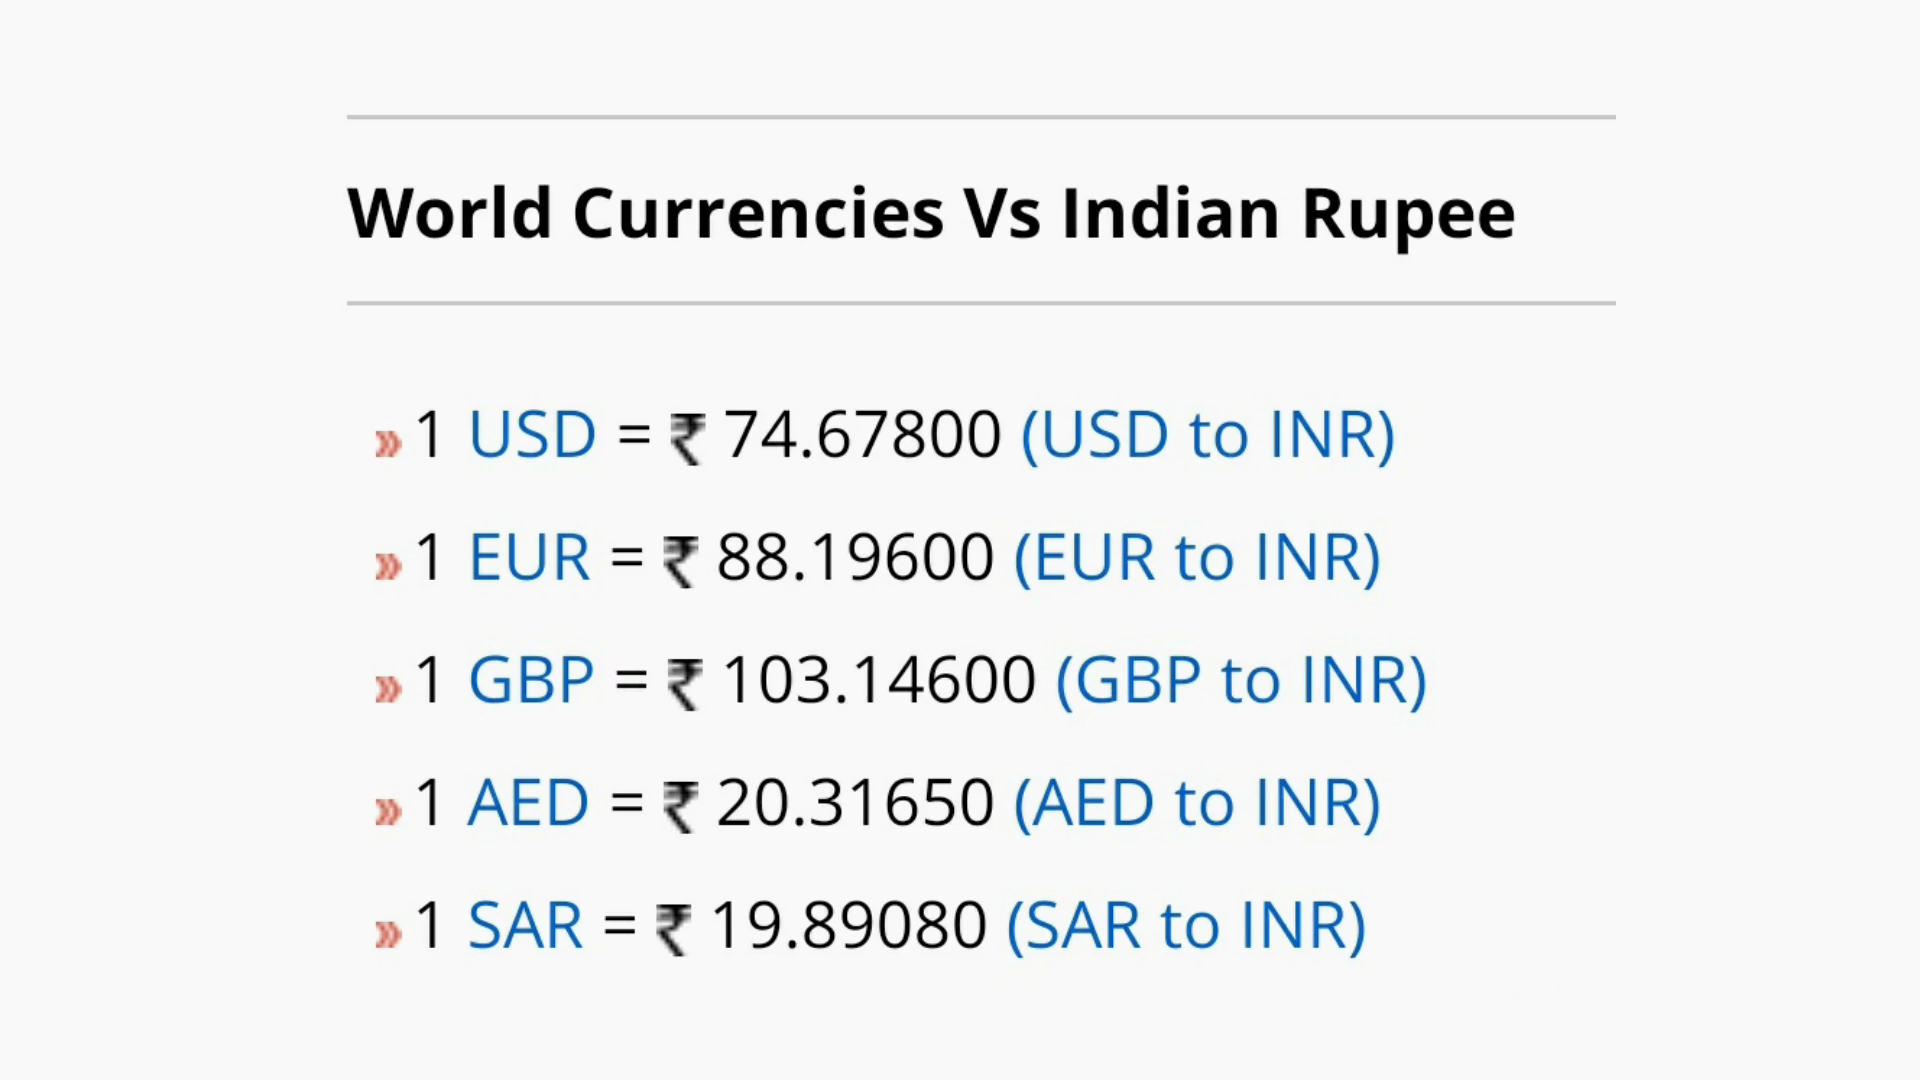 World Currencies Vs Indian Rupee
» 1 USD = ₹ 74.67800 (USD to INR)
» 1 EUR = ₹ 88.19600 (EUR to INR)
» 1 GBP = ₹ 103.14600 (GBP to INR)
» 1 AED = ₹ 20.31650 (AED to INR)
» 1 SAR = ₹ 19.89080 (SAR to INR)